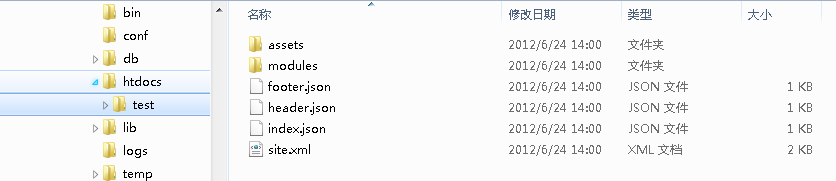 bin
conf
db
htdocs
test
lib
logs
temp
名称 修改日期 类型 大小
assets 2012/6/24 14:00 文件夹
modules 2012/6/24 14:00 文件夹
footer.json 2012/6/24 14:00 JSON 文件 1 KB
header.json 2012/6/24 14:00 JSON 文件 1 KB
index.json 2012/6/24 14:00 JSON 文件 1 KB
site.xml 2012/6/24 14:00 XML 文档 2 KB